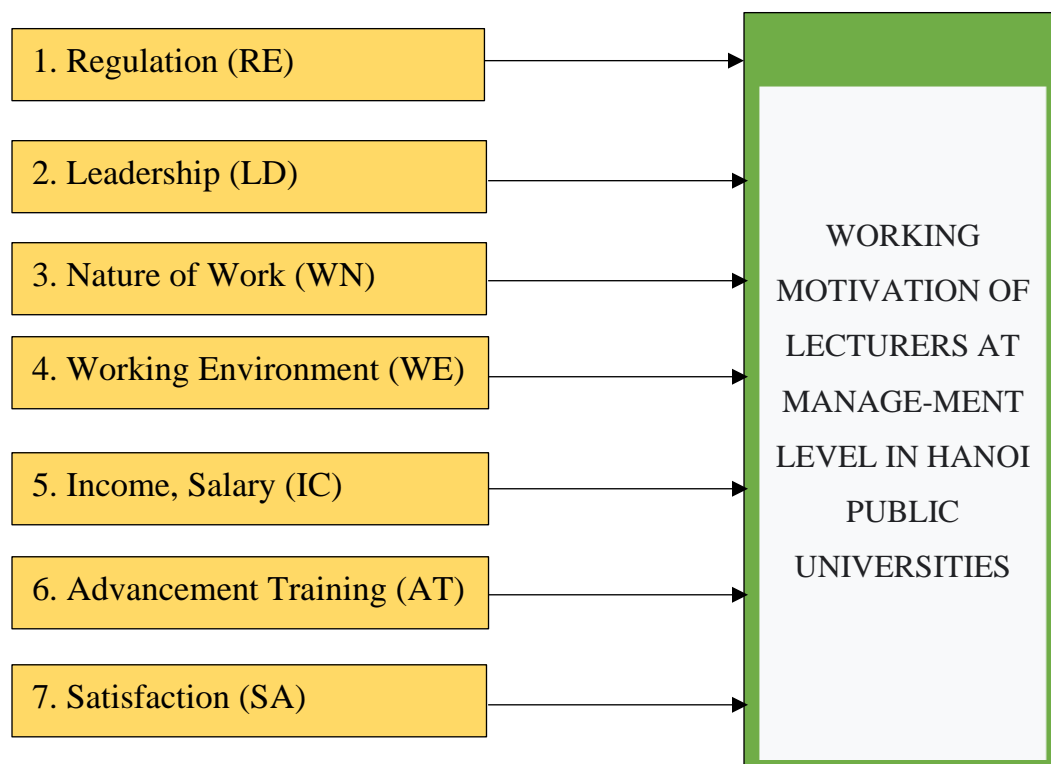 1. Regulation (RE)
2. Leadership (LD)
3. Nature of Work (WN)
4. Working Environment (WE)
5. Income, Salary (IC)
6. Advancement Training (AT)
7. Satisfaction (SA)
WORKING
MOTIVATION OF
LECTURERS AT
MANAGE-MENT
LEVEL IN HANOI
PUBLIC
UNIVERSITIES